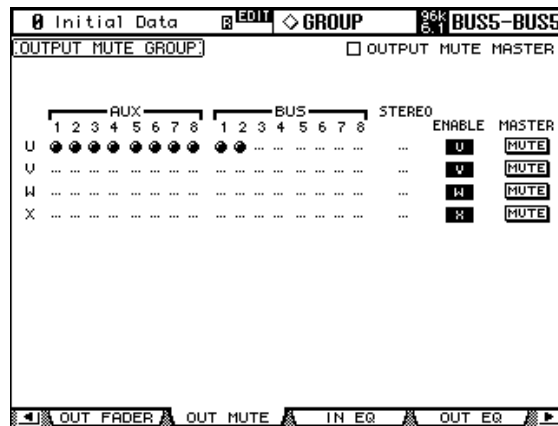 0 Initial Data R EDIT GROUP 96k 6.1 BUS5-BUS5
OUTPUT MUTE GROUP OUTPUT MUTE MASTER
AUX BUS STEREO
1 2 3 4 5 6 7 8 1 2 3 4 5 6 7 8 ENABLE MASTER
U ... ... ... ... ... ... ... U MUTE
V ... ... ... ... ... ... ... ... ... ... ... ... ... ... ... ... ... V MUTE
W ... ... ... ... ... ... ... ... ... ... ... ... ... ... ... ... ... W MUTE
X ... ... ... ... ... ... ... ... ... ... ... ... ... ... ... ... ... X MUTE
OUT FADER OUT MUTE IN EQ OUT EQ